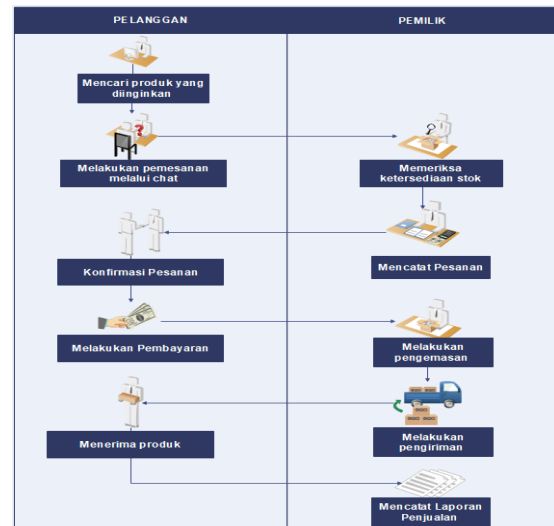 PELANGGAN
PEMILIK
Mencari produk yang
diinginkan
Melakukan pemesanan
melalui chat
Memeriksa
ketersediaan stok
Konfirmasi Pesanan
Mencatat Pesanan
Melakukan Pembayaran
Melakukan
pengemasan
Menerima produk
Melakukan
pengiriman
Mencatat Laporan
Penjualan